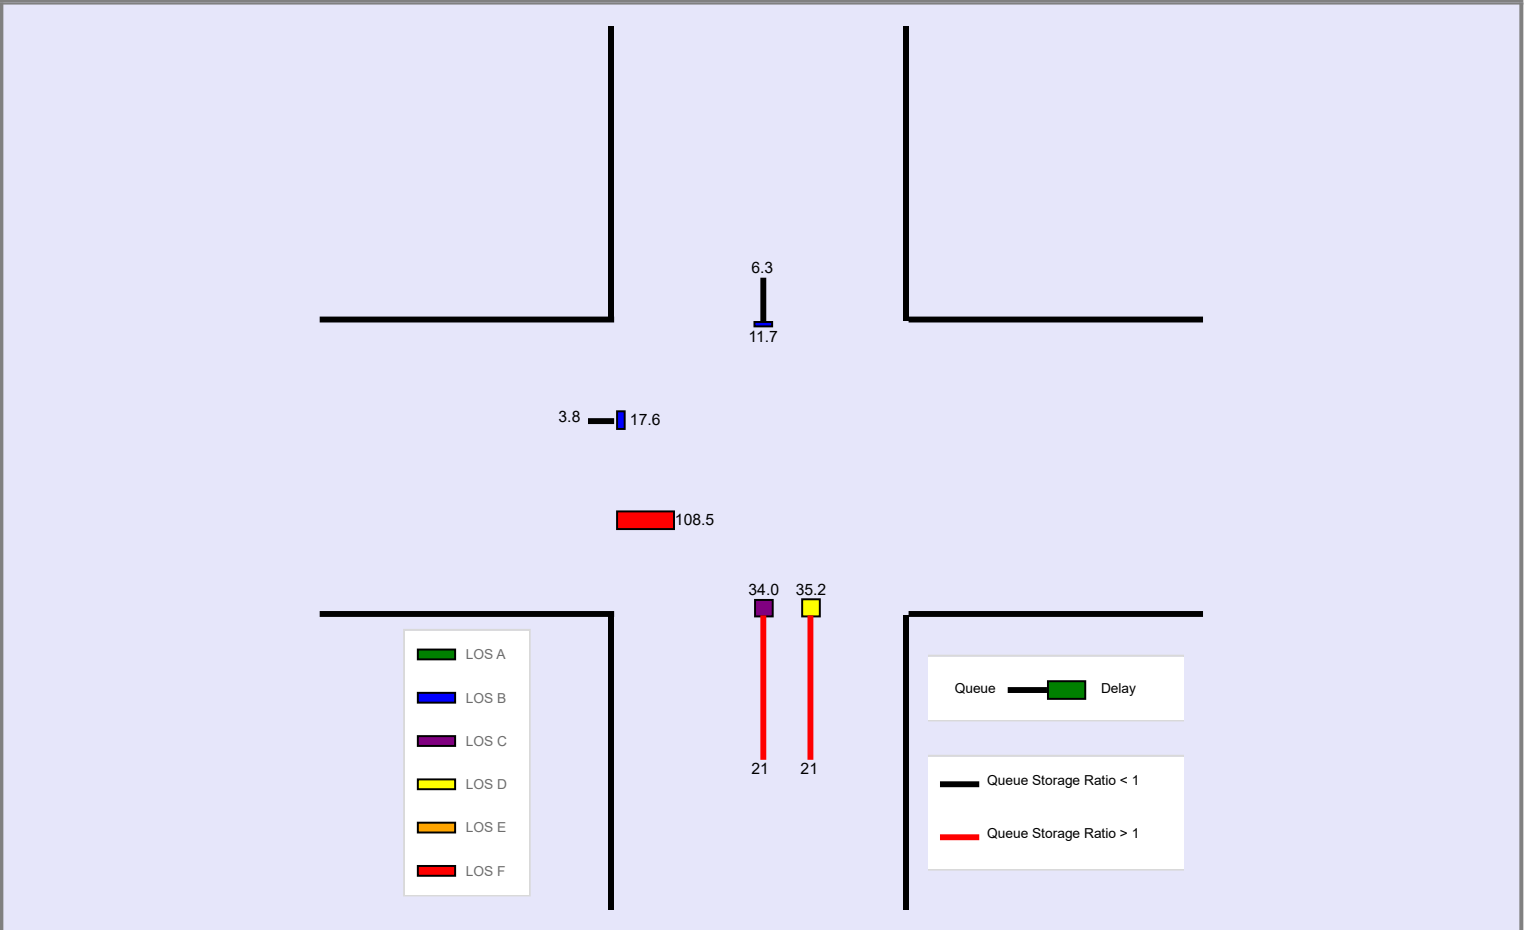 6.3
11.7
3.8
17.6
108.5
34.0 35.2
21 21
LOS A
LOS B
LOS C
LOS D
LOS E
LOS F
Queue Delay
Queue Storage Ratio < 1
Queue Storage Ratio > 1